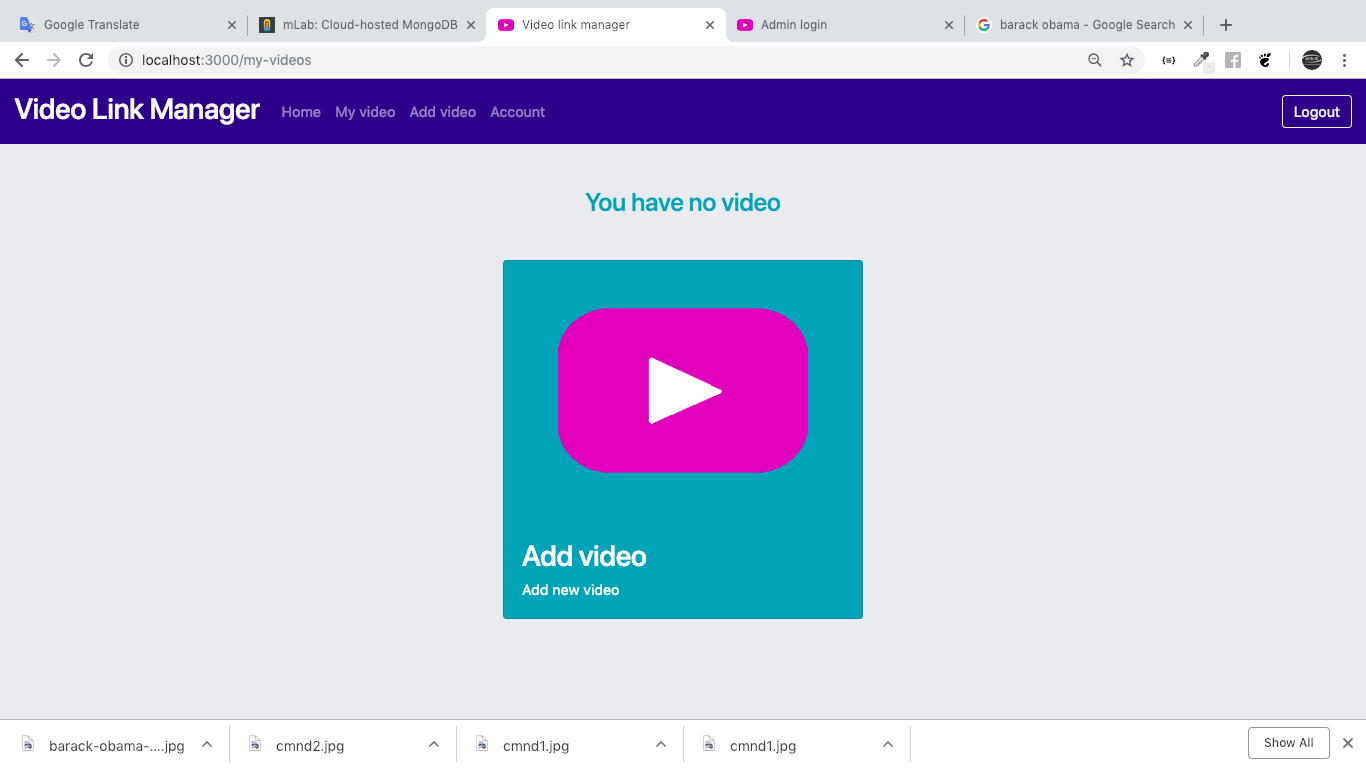 Google Translate
mLab: Cloud-hosted MongoDB
Video link manager
Admin login
barack obama - Google Search
localhost:3000/my-videos
Video Link Manager
Home
My video
Add video
Account
Logout
You have no video
Add video
Add new video
barack-obama-....jpg
cmnd2.jpg
cmnd1.jpg
cmnd1.jpg
Show All